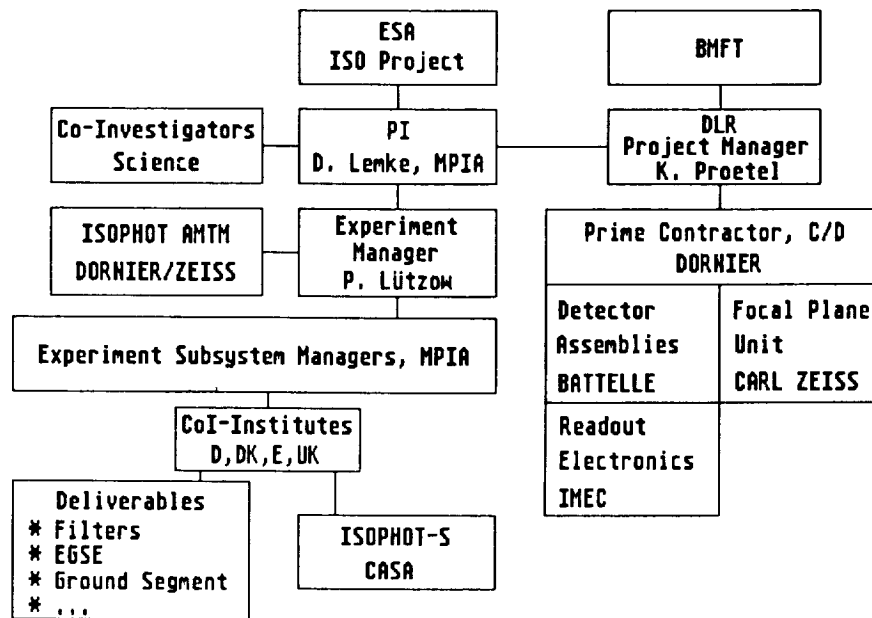 ESA
ISO Project
BMFT
Co-Investigators
Science
PI
D. Lemke, MPIA
DLR
Project Manager
K. Proetel
ISOPHOT AMTM
DORNIER/ZEISS
Experiment
Manager
P. Lützow
Prime Contractor, C/D
DORNIER
Detector
Assemblies
BATTELLE
Focal Plane
Unit
CARL ZEISS
Experiment Subsystem Managers, MPIA
CoI-Institutes
D,DK,E,UK
Readout
Electronics
IMEC
Deliverables
* Filters
* EGSE
* Ground Segment
* ...
ISOPHOT-S
CASA